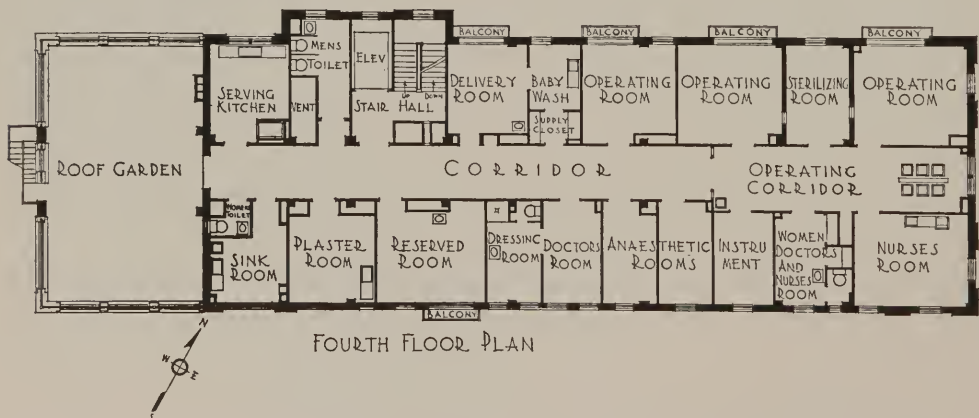 BALCONY
BALCONY
BALCONY
BALCONY
MENS
TOILET
ELEV
SERVING
KITCHEN
VENT
STAIR HALL
UP
DOWN
DELIVERY
ROOM
BABY
WASH
SUPPLY
CLOSET
OPERATING
ROOM
OPERATING
ROOM
STERILIZING
ROOM
OPERATING
ROOM
ROOF GARDEN
CORRIDOR
OPERATING
CORRIDOR
WOMENS
TOILET
SINK
ROOM
PLASTER
ROOM
RESERVED
ROOM
DRESSING
ROOM
DOCTORS
ROOM
ANAESTHETIC
ROOMS
INSTRU
MENT
WOMEN
DOCTORS
AND
NURSES
ROOM
NURSES
ROOM
BALCONY
FOURTH FLOOR PLAN
N
W
E
S